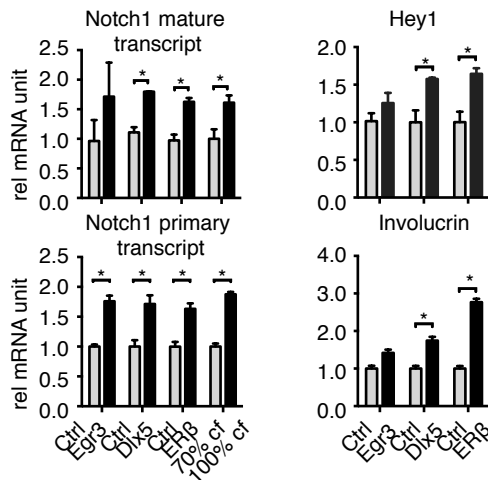 Notch1 mature
transcript
rel mRNA unit
2.5
2.0
1.5
1.0
0.5
0.0
*
*
*
Hey1
2.0
1.5
1.0
0.5
0.0
*
*
Notch1 primary
transcript
rel mRNA unit
2.5
2.0
1.5
1.0
0.5
0.0
*
*
*
*
Ctrl
Egr3
Ctrl
Dlx5
Ctrl
ERβ
70% cf
100% cf
Involucrin
4.0
3.0
2.0
1.0
0.0
*
*
Ctrl
Egr3
Ctrl
Dlx5
Ctrl
ERβ